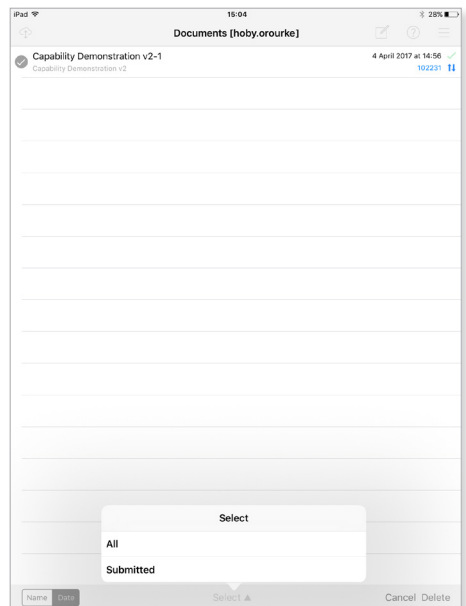 iPad 15:04 28%
Documents [hoby.orourke]
Capability Demonstration v2-1 4 April 2017 at 14:56
Capability Demonstration v2 102231
Select
All
Submitted
Name Date Select ▲ Cancel Delete